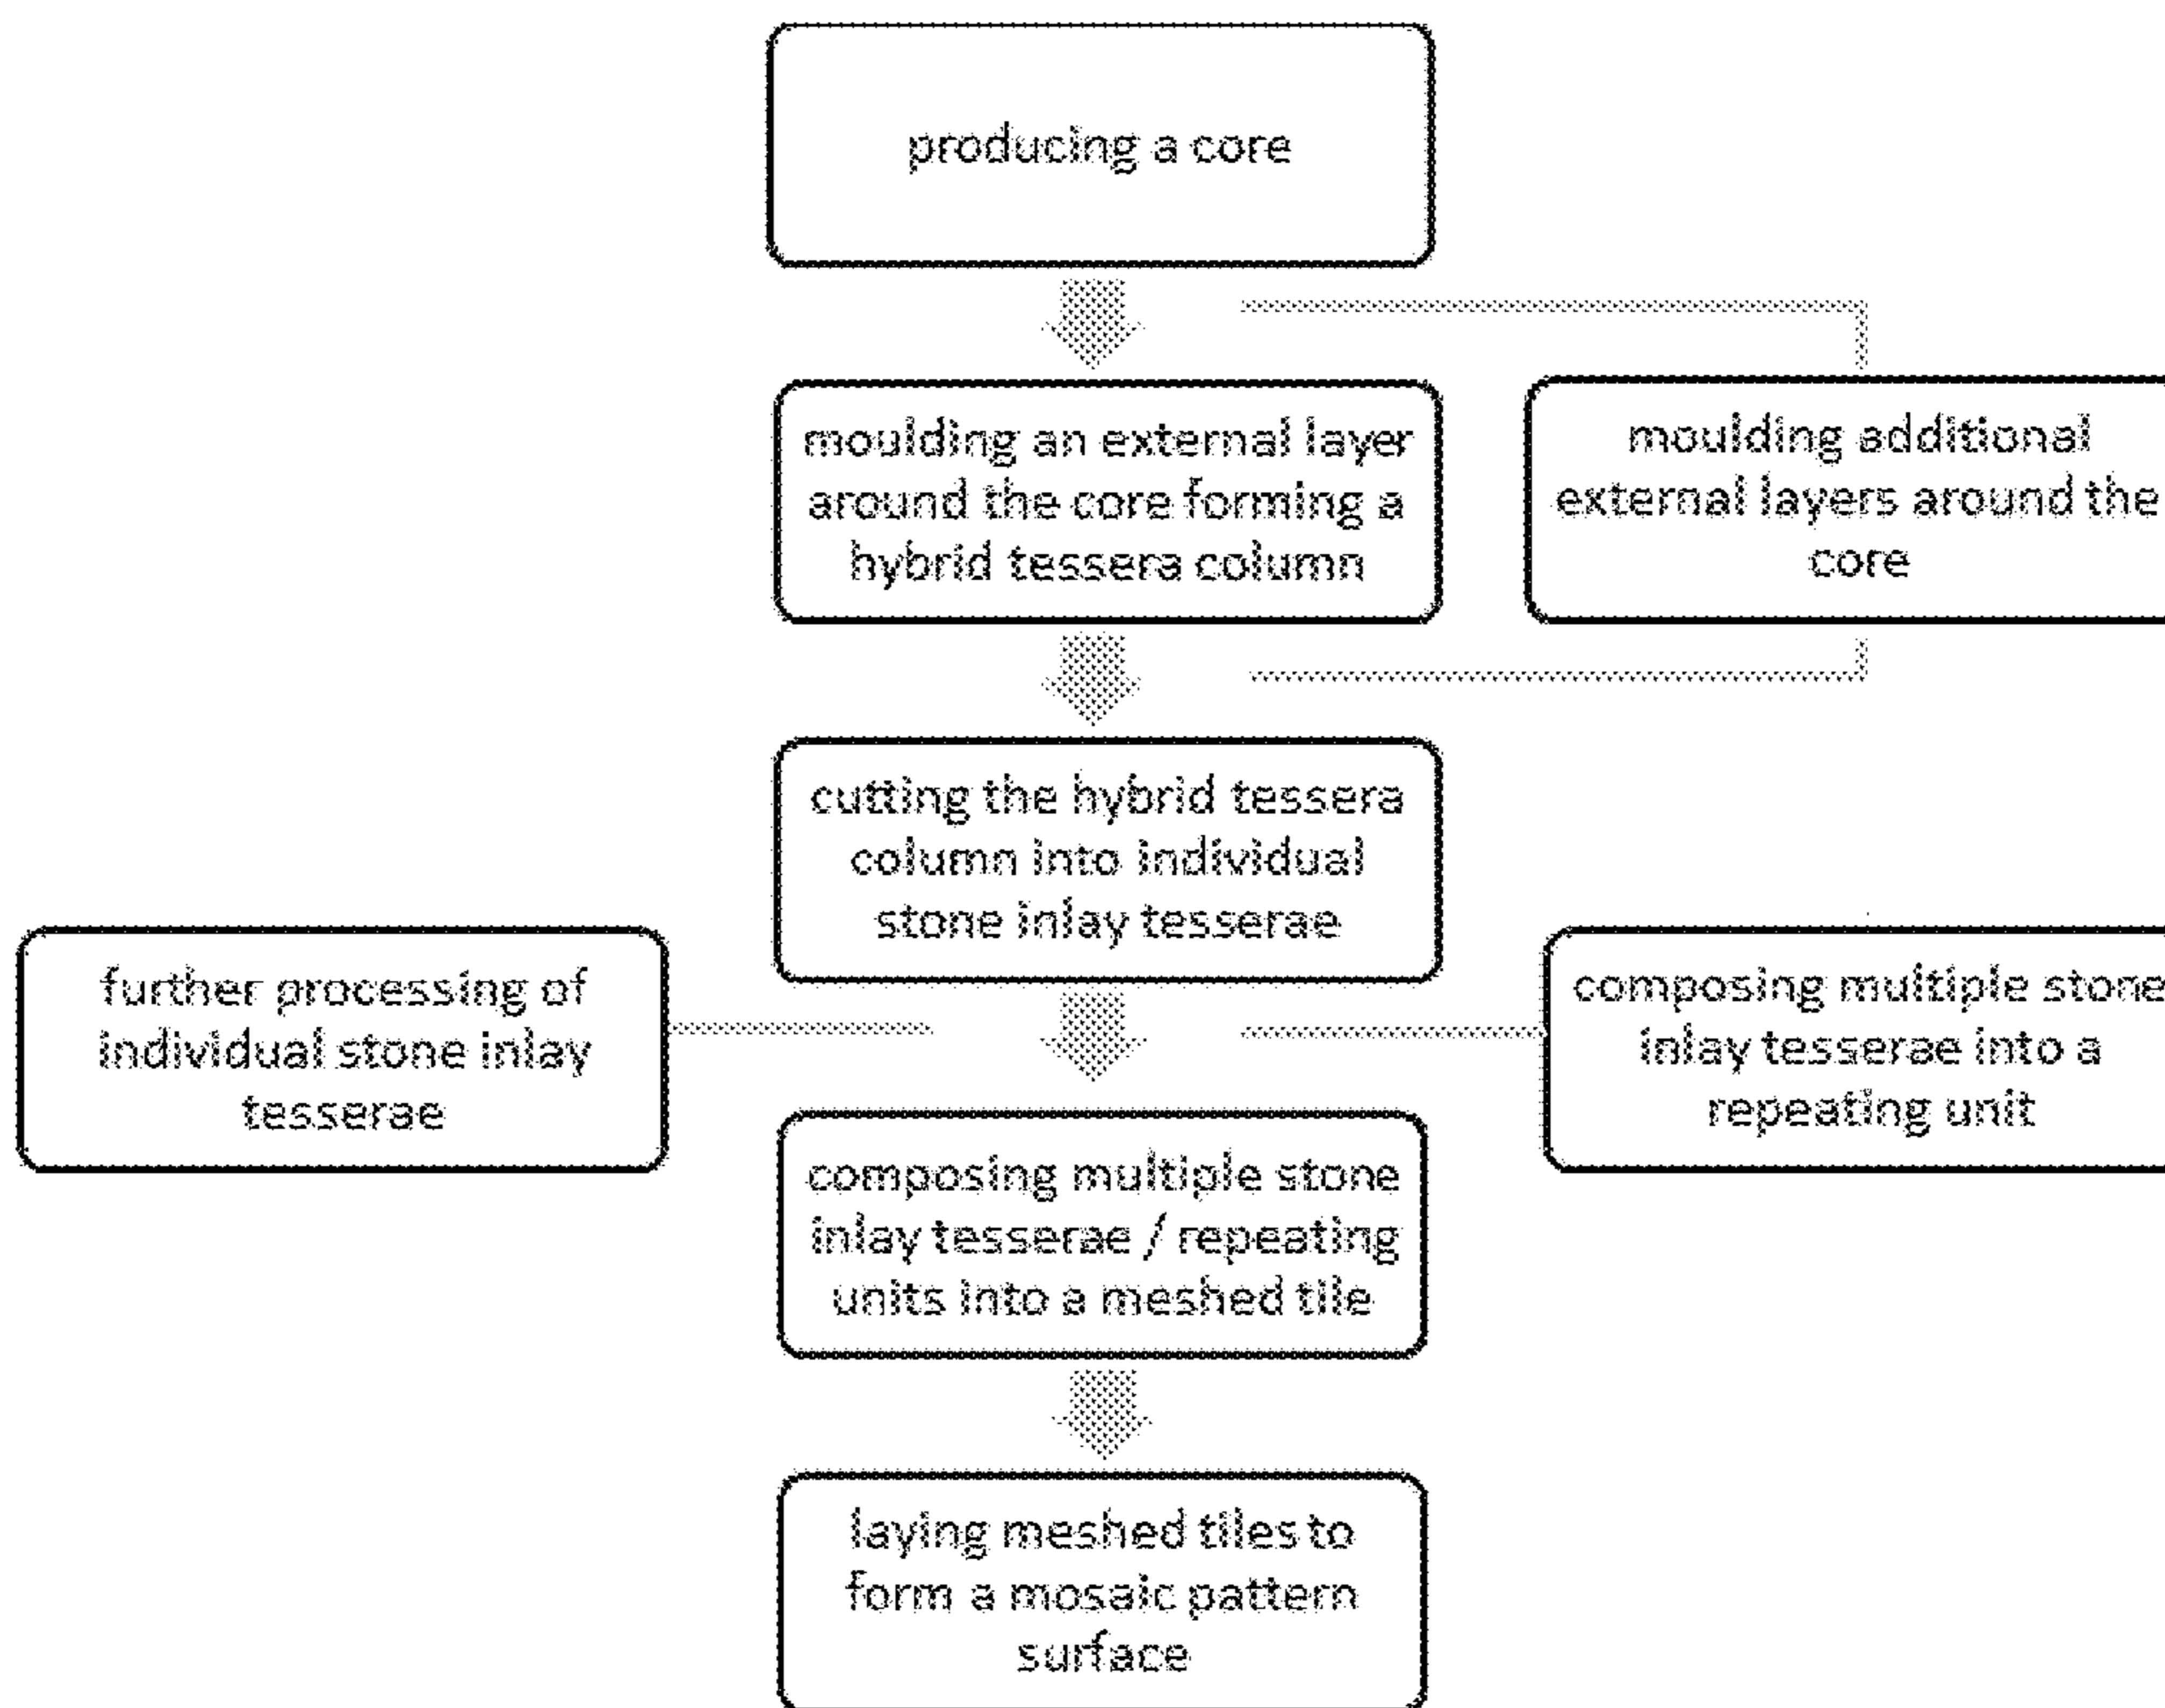 producing a core
moulding an external layer
around the core forming a
hybrid tessera column
moulding additional
external layers around the
core
cutting the hybrid tessera
column into individual
stone inlay tesserae
further processing of
individual stone inlay
tesserae
composing multiple stone
inlay tesserae into a
repeating unit
composing multiple stone
inlay tesserae / repeating
units into a meshed tile
laying meshed tiles to
form a mosaic pattern
surface